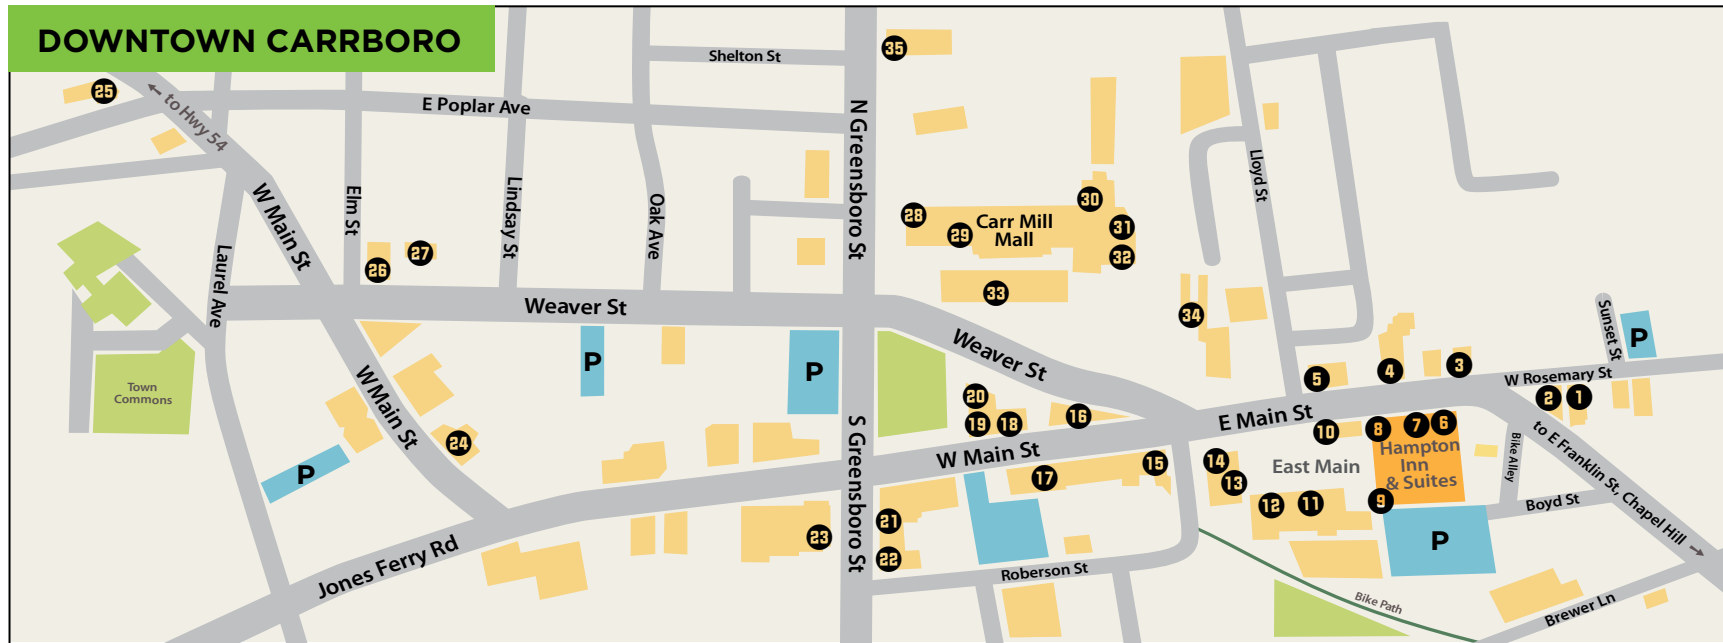 DOWNTOWN CARRBORO
35
Shelton St
25
← to Hwy 54
E Poplar Ave
N Greensboro St
Lloyd St
W Main St
Elm St
Lindsay St
Oak Ave
Laurel Ave
26
27
28
29
Carr Mill
Mall
30
31
32
33
34
Weaver St
Weaver St
Sunset St
P
P
P
Town
Commons
W Main St
24
P
20
19
18
16
5
4
3
W Rosemary St
2
1
E Main St
10
8
7
6
Hampton
Inn
& Suites
Bike Alley
to E Franklin St, Chapel Hill →
S Greensboro St
W Main St
17
15
14
13
East Main
12
11
9
Boyd St
P
21
22
23
Jones Ferry Rd
Roberson St
Bike Path
Brewer Ln